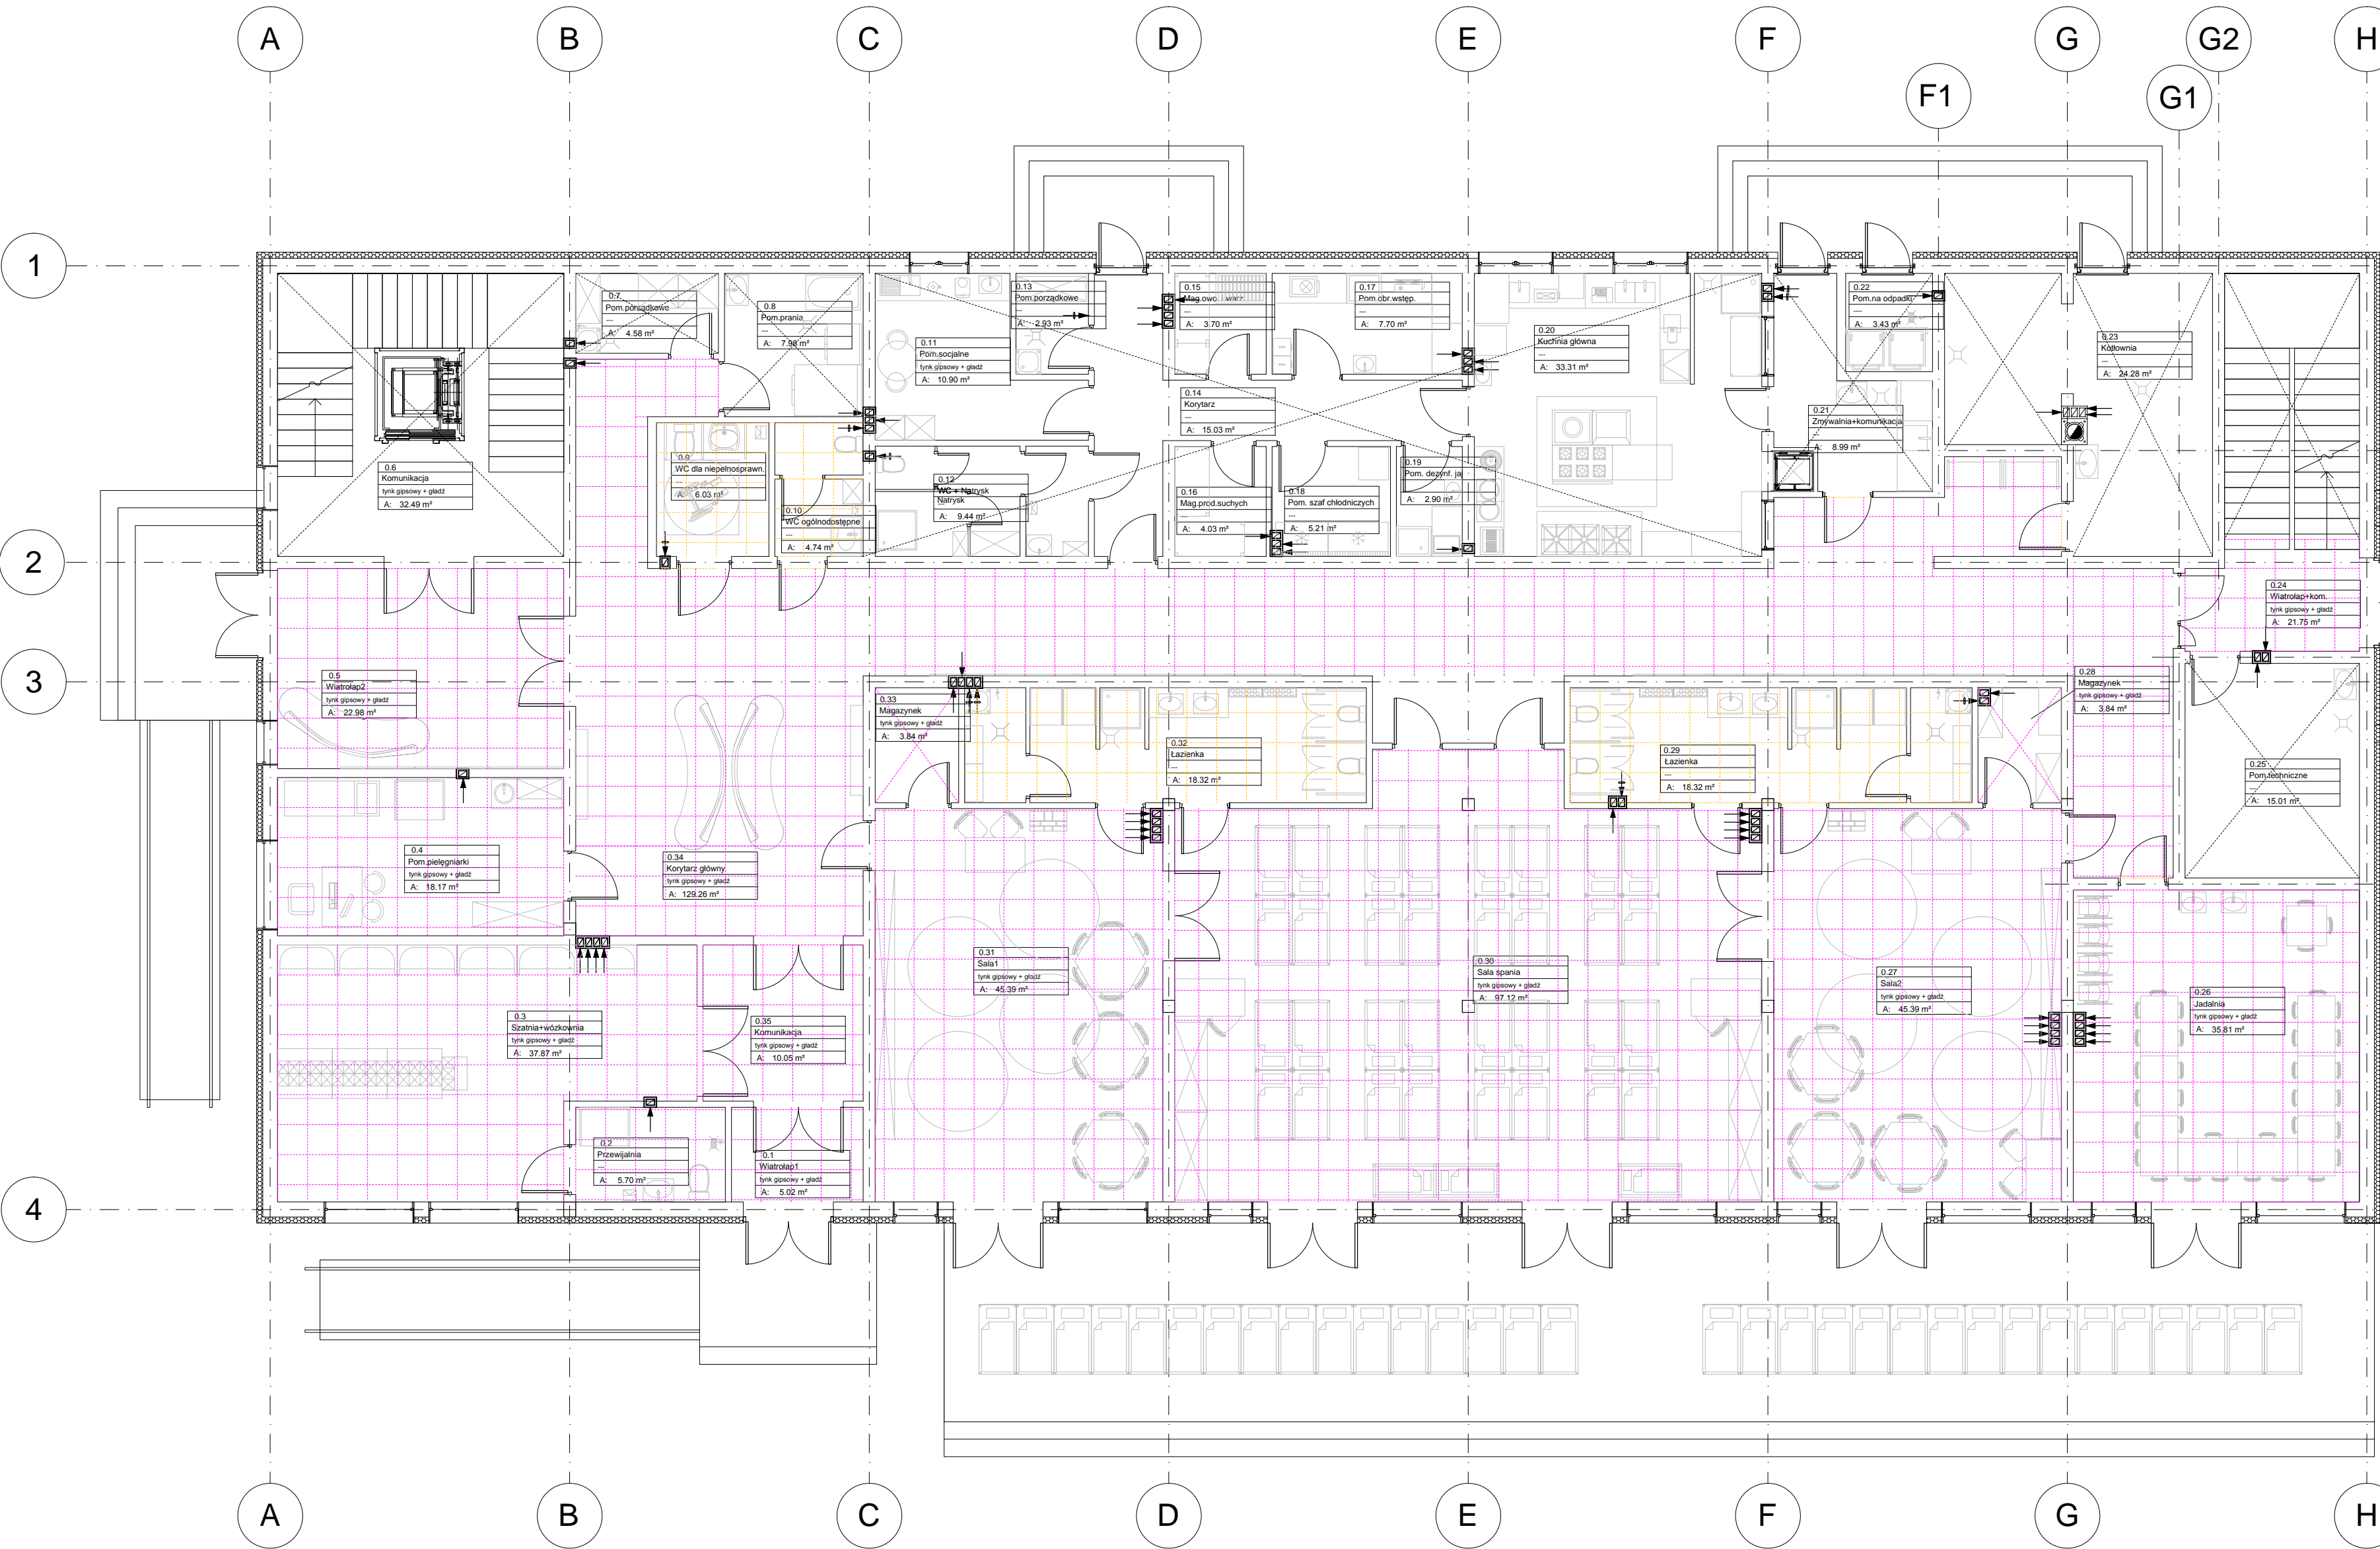 A
B
C
D
E
F
G
G2
H
F1
G1
1
2
3
4
0.7
Pom.porządkowe
---
A: 4.58 m²
0.8
Pom.prania
---
A: 7.98 m²
0.13
Pom.porządkowe
---
A: 2.93 m²
0.15
---
A: 3.70 m²
0.17
Pom.obr.wstęp.
---
A: 7.70 m²
0.22
Pom.na odpadki
---
A: 3.43 m²
0.11
Pom.socjalne
tynk gipsowy + gładź
A: 10.90 m²
0.20
Kuchnia główna
---
A: 33.31 m²
0.23
Kotłownia
---
A: 24.28 m²
0.14
Korytarz
---
A: 15.03 m²
0.21
Zmywalnia+komunikacja
---
A: 8.99 m²
0.6
Komunikacja
tynk gipsowy + gładź
A: 32.49 m²
0.9
WC dla niepełnosprawn.
---
A: 6.03 m²
0.10
WC ogólnodostępne
---
A: 4.74 m²
0.12
WC + Natrysk
Natrysk
A: 9.44 m²
0.16
Mag.prod.suchych
---
A: 4.03 m²
0.18
Pom. szaf chłodniczych
---
A: 5.21 m²
0.19
Pom. dezynf. jaj
---
A: 2.90 m²
0.24
Wiatrołap+kom.
tynk gipsowy + gładź
A: 21.75 m²
0.5
Wiatrołap2
tynk gipsowy + gładź
A: 22.98 m²
0.33
Magazynek
tynk gipsowy + gładź
A: 3.84 m²
0.32
Łazienka
---
A: 18.32 m²
0.29
Łazienka
---
A: 18.32 m²
0.28
Magazynek
tynk gipsowy + gładź
A: 3.84 m²
0.25
Pom.techniczne
---
A: 15.01 m²
0.4
Pom.pielęgniarki
tynk gipsowy + gładź
A: 18.17 m²
0.34
Korytarz główny
tynk gipsowy + gładź
A: 129.26 m²
0.31
Sala1
tynk gipsowy + gładź
A: 45.39 m²
0.30
Sala spania
tynk gipsowy + gładź
A: 97.12 m²
0.27
Sala2
tynk gipsowy + gładź
A: 45.39 m²
0.26
Jadalnia
tynk gipsowy + gładź
A: 35.81 m²
0.3
Szatnia+wózkownia
tynk gipsowy + gładź
A: 37.87 m²
0.35
Komunikacja
tynk gipsowy + gładź
A: 10.05 m²
0.2
Przewijalnia
---
A: 5.70 m²
0.1
Wiatrołap1
tynk gipsowy + gładź
A: 5.02 m²
A
B
C
D
E
F
G
H